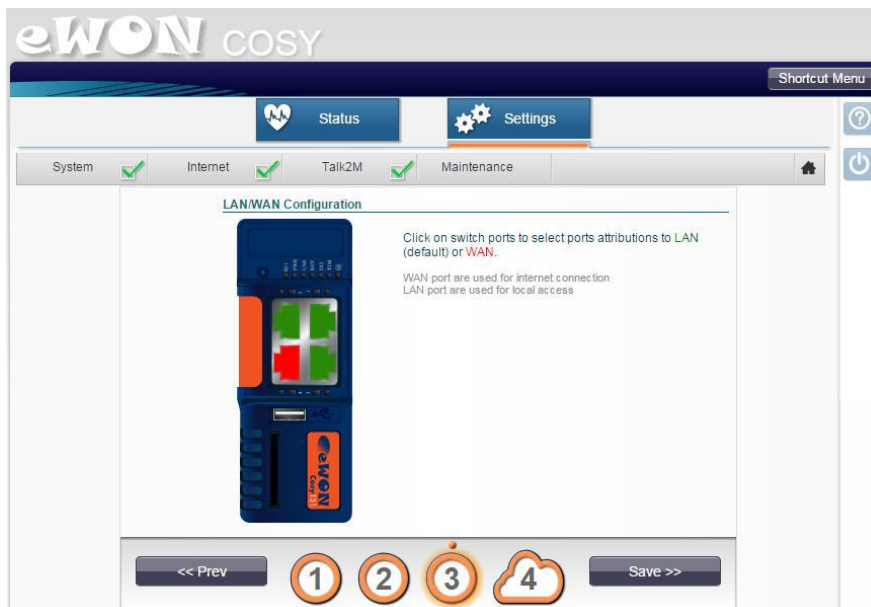 eWON COSY
Shortcut Menu
Status
Settings
System
Internet
Talk2M
Maintenance
LAN/WAN Configuration
Click on switch ports to select ports attributions to LAN
(default) or WAN.
WAN port are used for internet connection
LAN port are used for local access
eWON
Cosy 131
<< Prev
1
2
3
4
Save >>